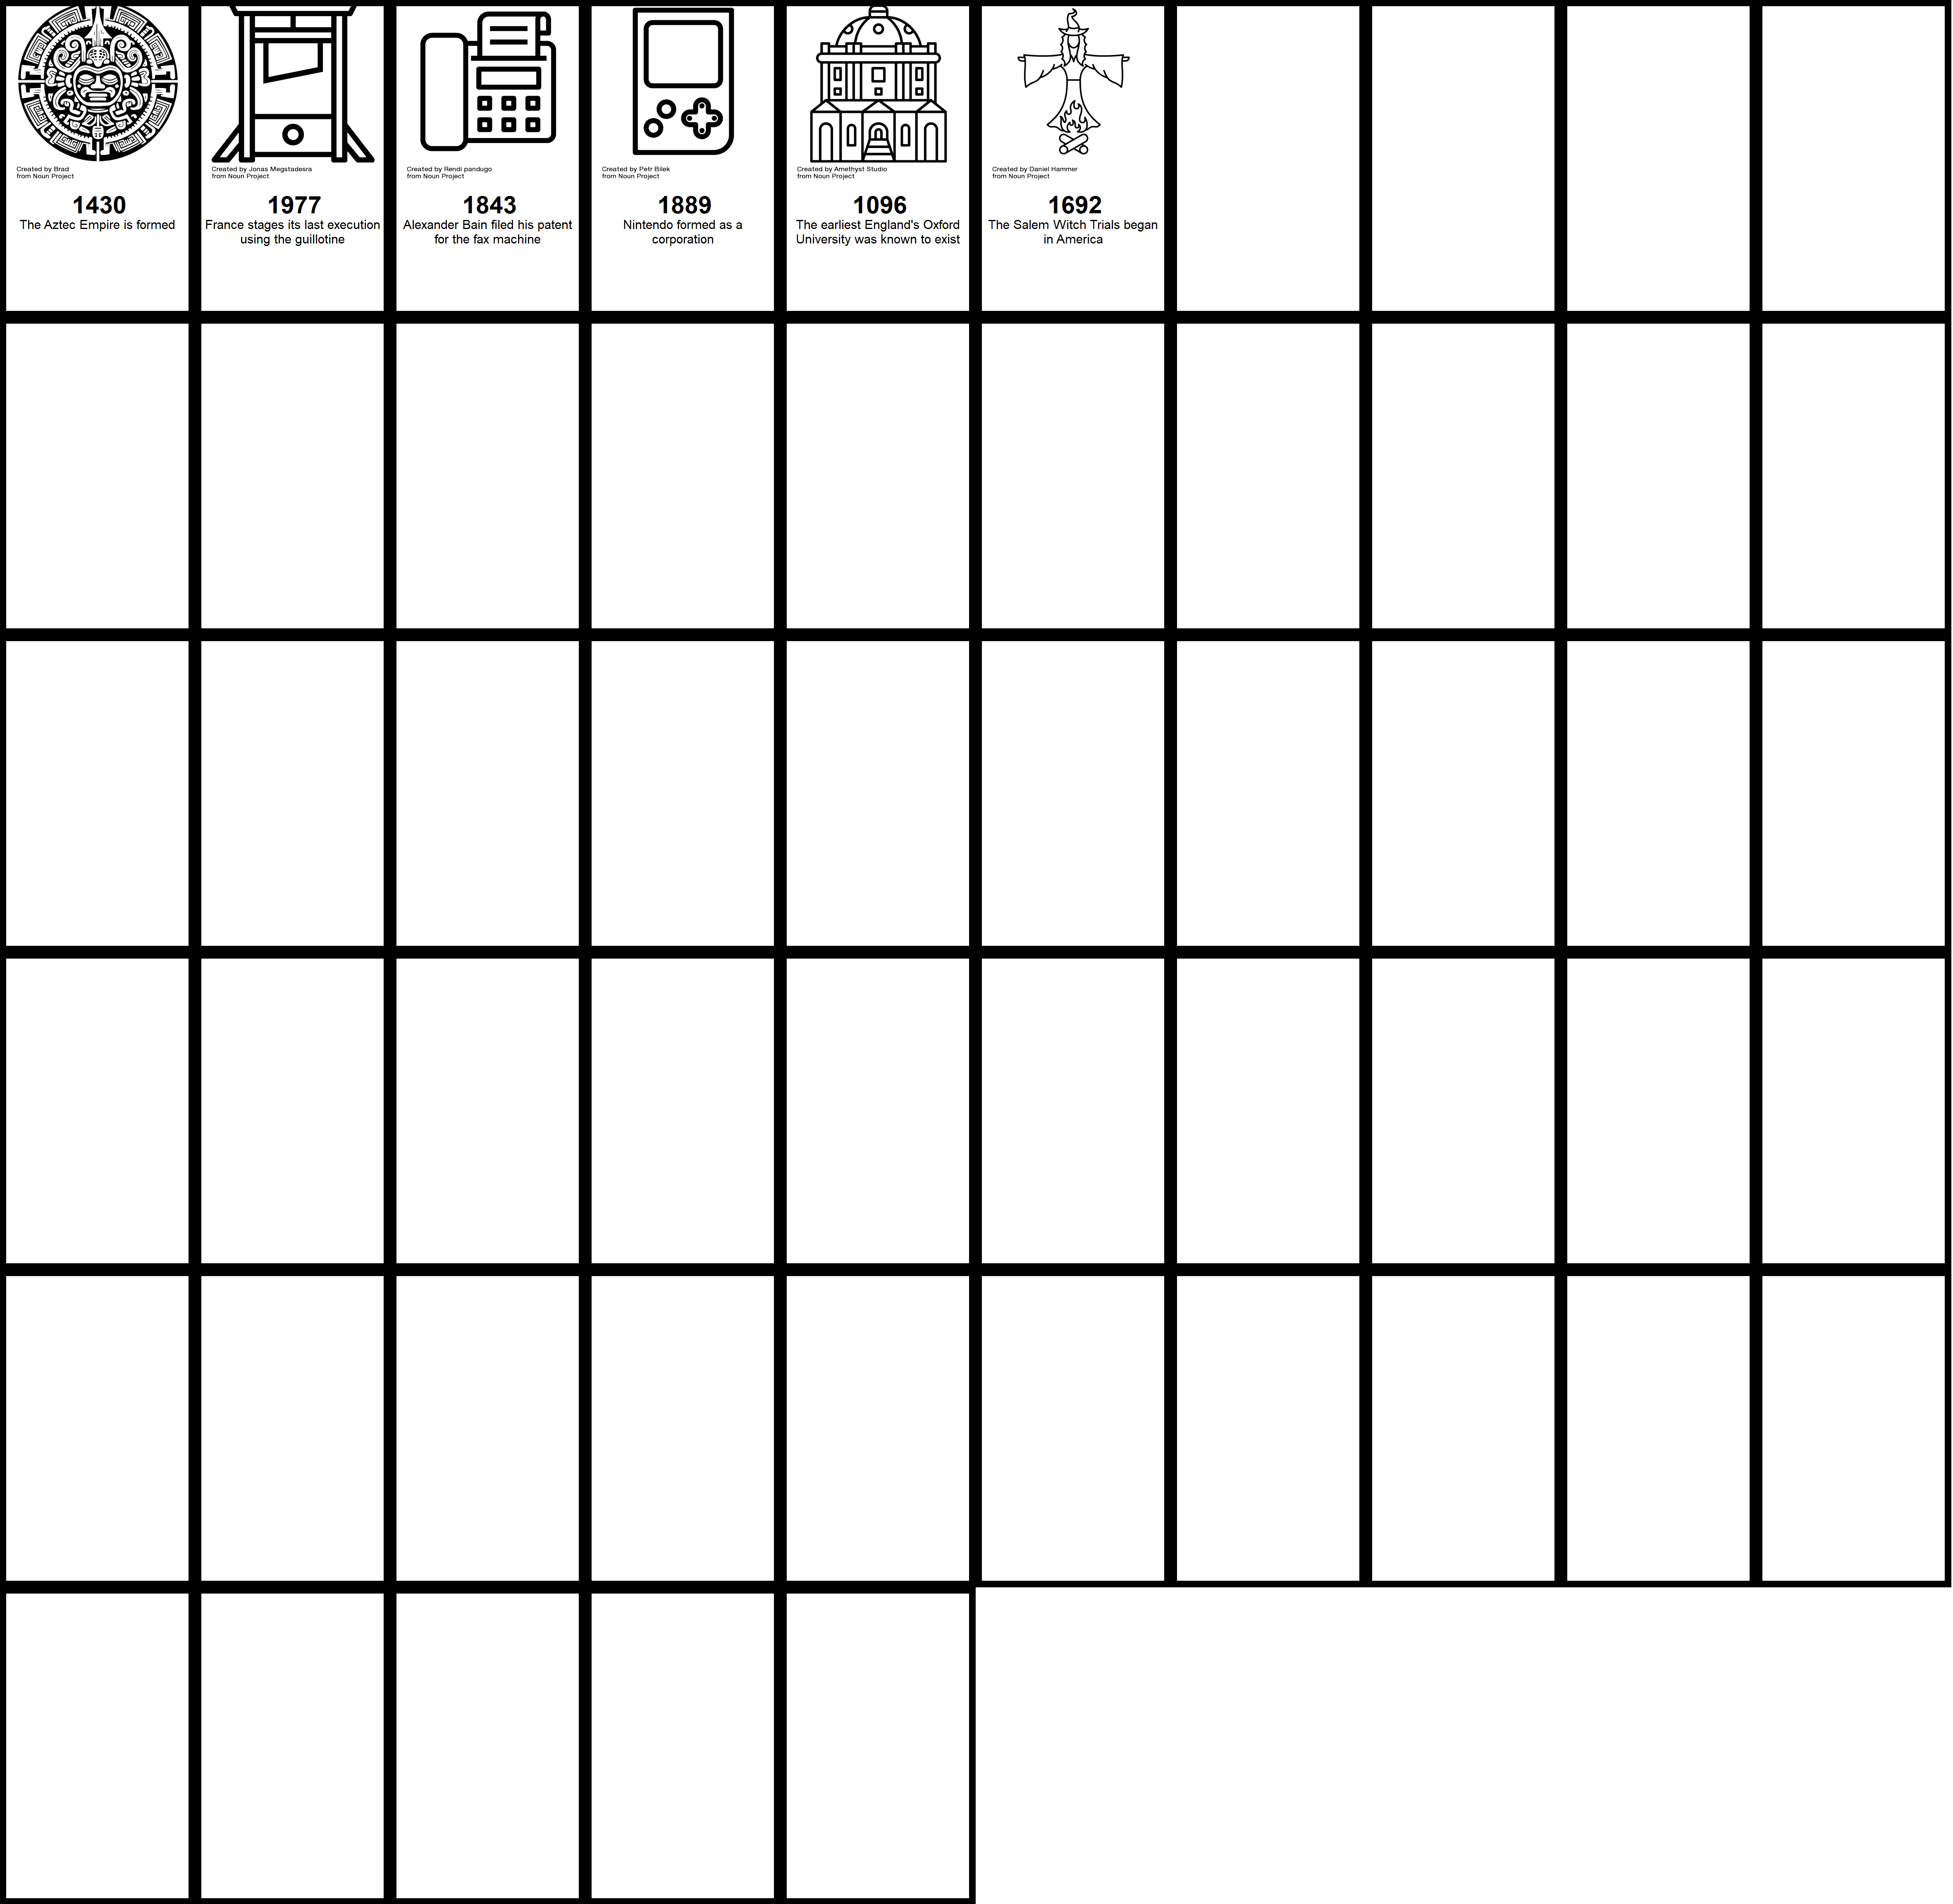 Created by Brad
from Noun Project
1430
The Aztec Empire is formed
Created by Jonas Megstadesra
from Noun Project
1977
France stages its last execution
using the guillotine
Created by Rendi pandugo
from Noun Project
1843
Alexander Bain filed his patent
for the fax machine
Created by Petr Bilek
from Noun Project
1889
Nintendo formed as a
corporation
Created by Amethyst Studio
from Noun Project
1096
The earliest England's Oxford
University was known to exist
Created by Daniel Hammer
from Noun Project
1692
The Salem Witch Trials began
in America